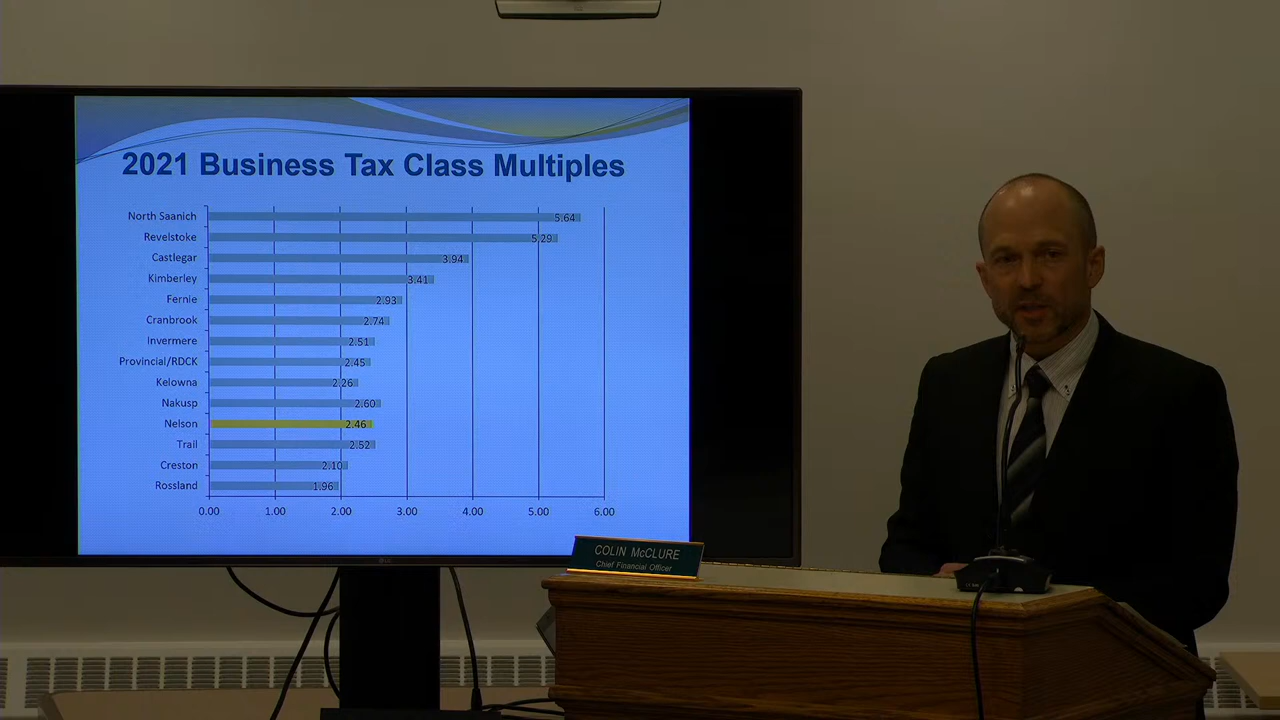 2021 Business Tax Class Multiples
North Saanich 5.64
Revelstoke 5.29
Castlegar 3.94
Kimberley 3.41
Fernie 2.93
Cranbrook 2.74
Invermere 2.51
Provincial/RDCK 2.45
Kelowna 2.26
Nakusp 2.60
Nelson 2.46
Trail 2.52
Creston 2.10
Rossland 1.96
0.00 1.00 2.00 3.00 4.00 5.00 6.00
COLIN McCLURE
Chief Financial Officer